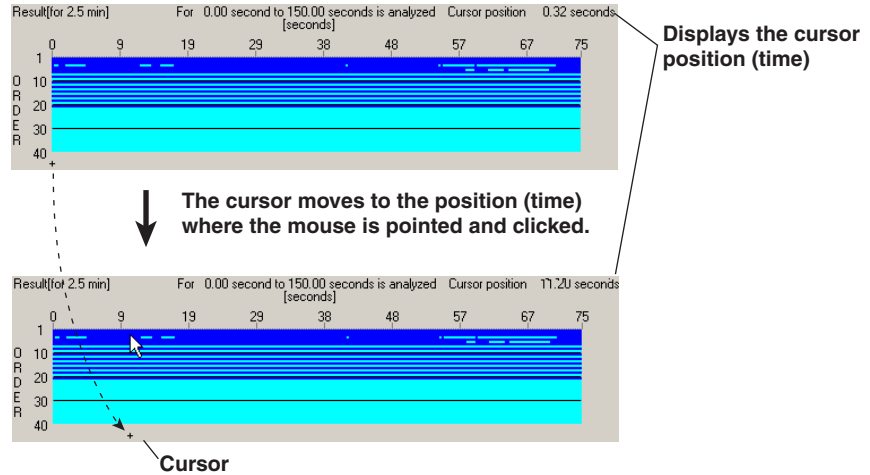 Result[for 2.5 min] For 0.00 second to 150.00 seconds is analyzed Cursor position 0.32 seconds
[seconds]
0 9 19 29 38 48 57 67 75
1
10
20
30
40
ORDER
+
Displays the cursor
position (time)
The cursor moves to the position (time)
where the mouse is pointed and clicked.
Result[for 2.5 min] For 0.00 second to 150.00 seconds is analyzed Cursor position 11.20 seconds
[seconds]
0 9 19 29 38 48 57 67 75
1
10
20
30
40
ORDER
+
Cursor